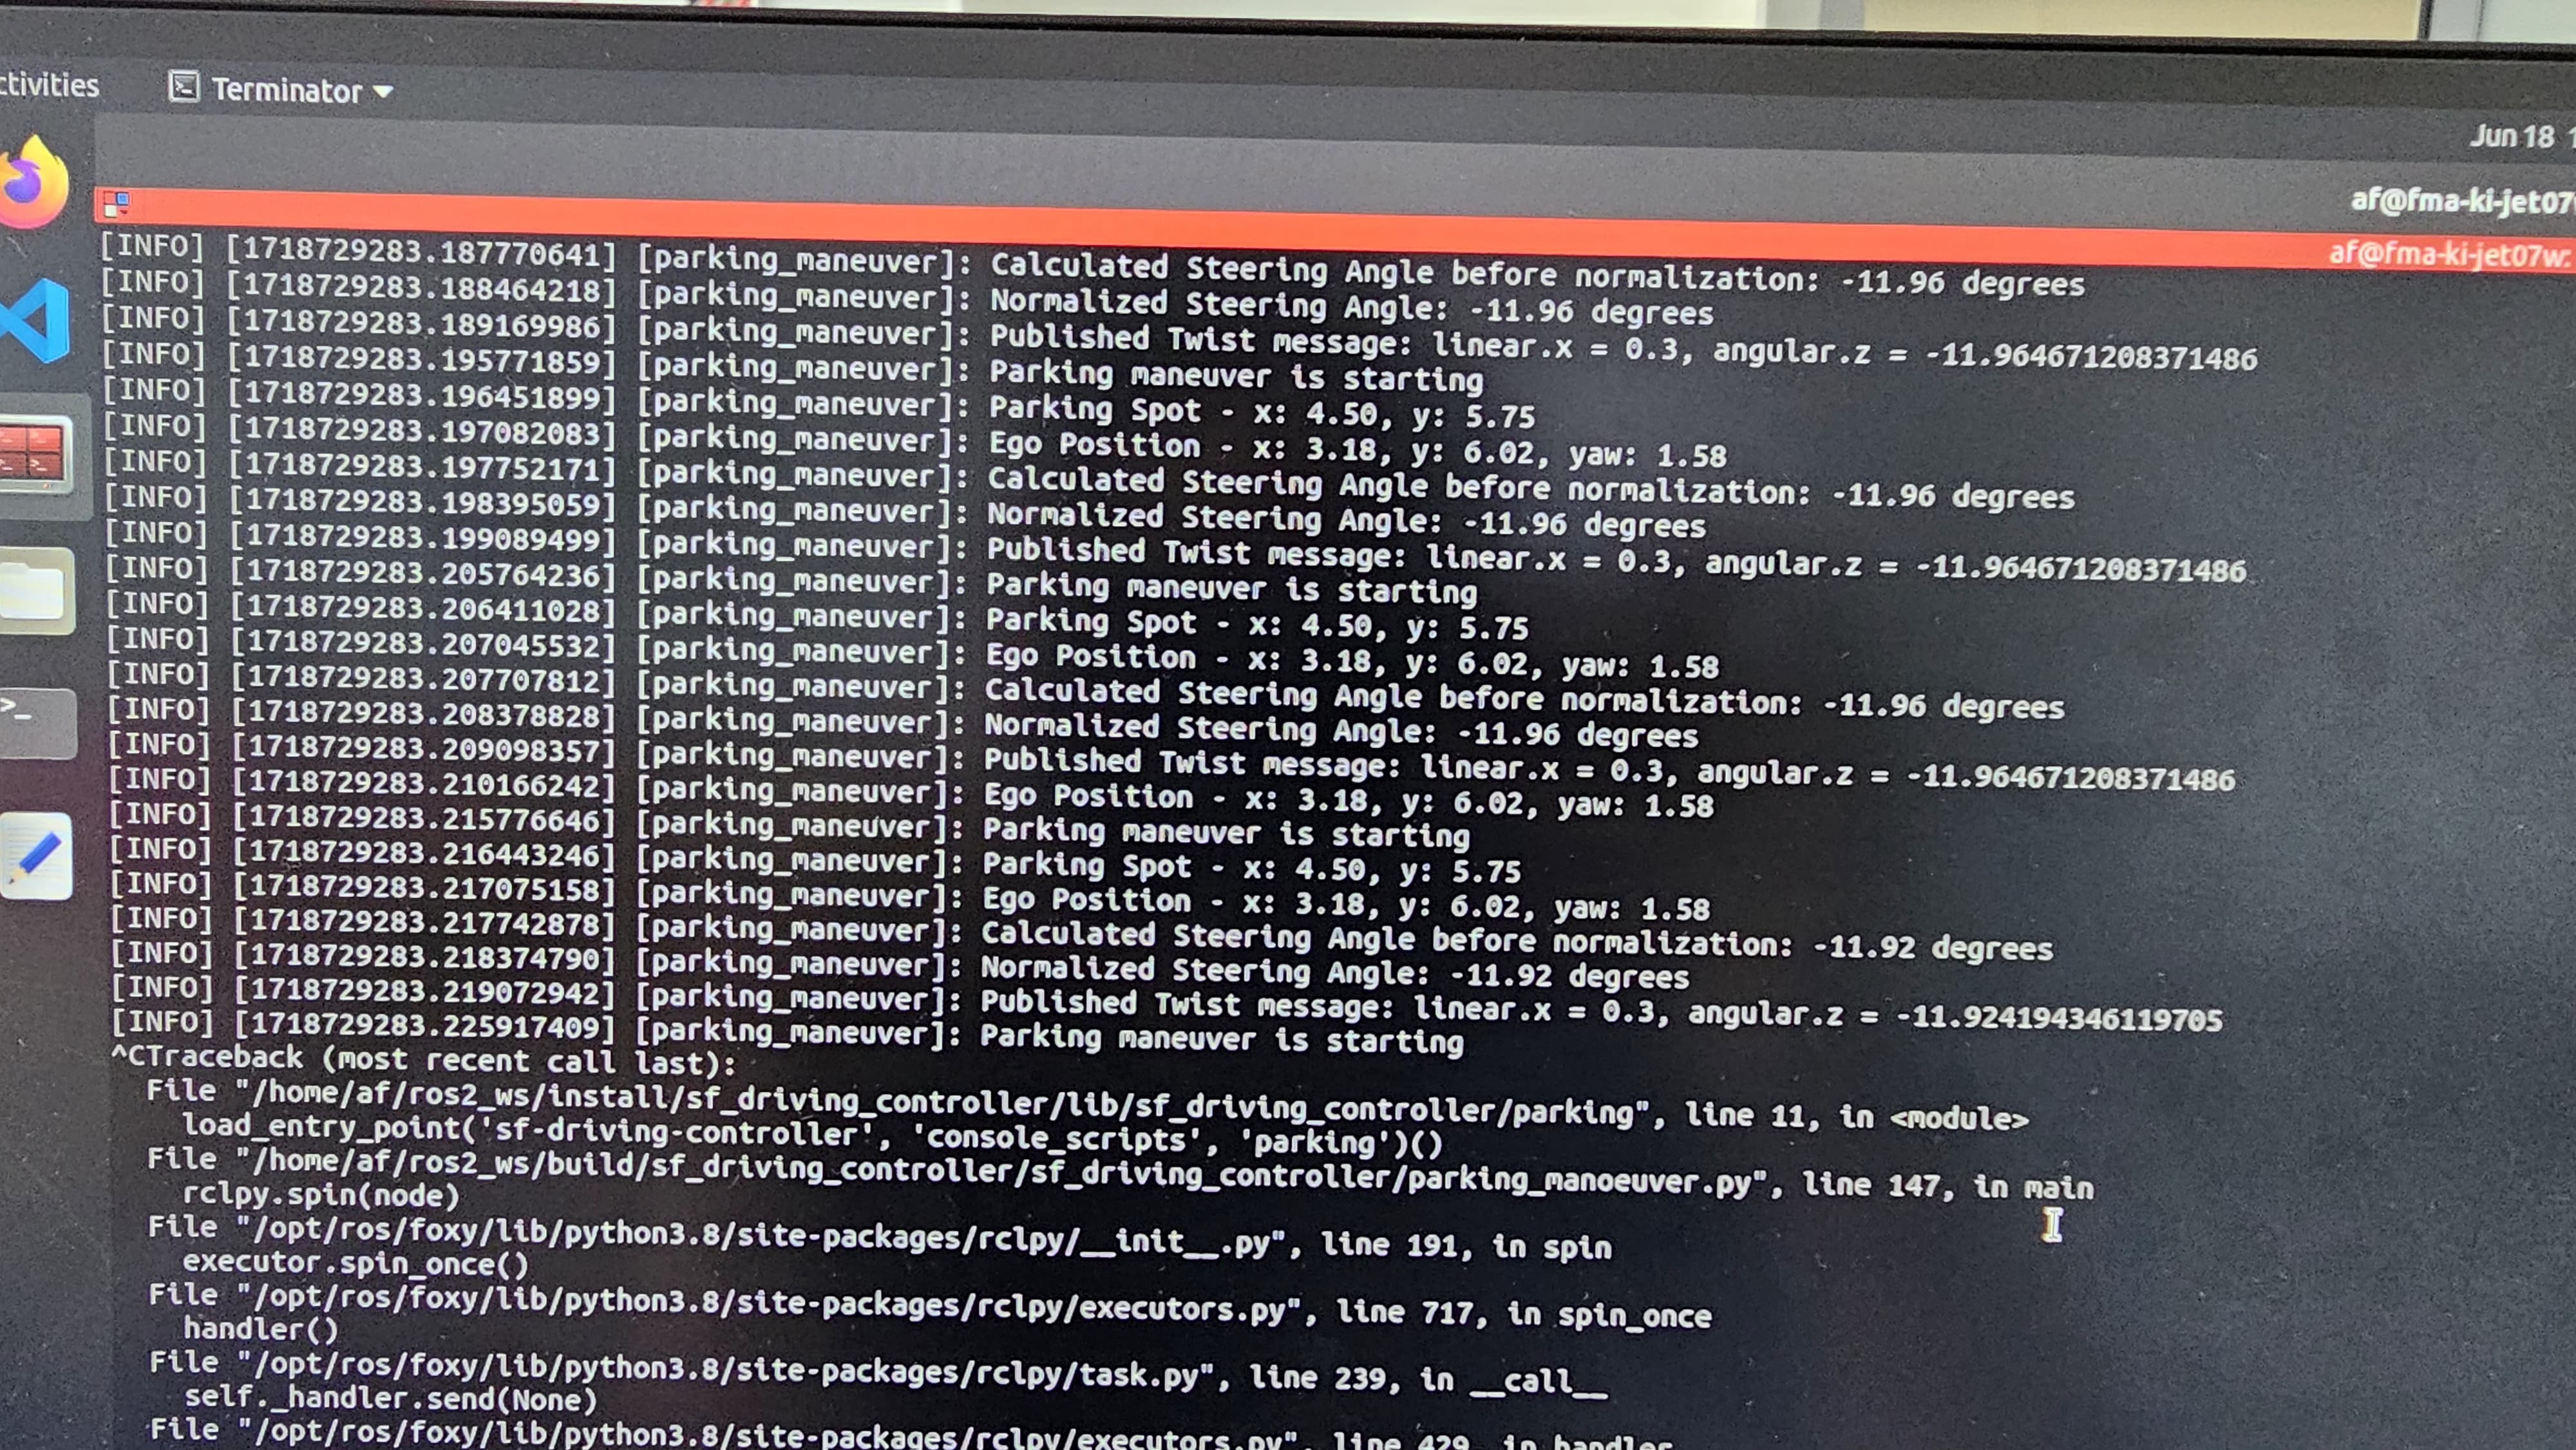 ctivities
Terminator
Jun 18
af@fma-ki-jet07
af@fma-ki-jet07w:
[INFO] [1718729283.187770641] [parking_maneuver]: Calculated Steering Angle before normalization: -11.96 degrees
[INFO] [1718729283.188464218] [parking_maneuver]: Normalized Steering Angle: -11.96 degrees
[INFO] [1718729283.189169986] [parking_maneuver]: Published Twist message: linear.x = 0.3, angular.z = -11.964671208371486
[INFO] [1718729283.195771859] [parking_maneuver]: Parking maneuver is starting
[INFO] [1718729283.196451899] [parking_maneuver]: Parking Spot - x: 4.50, y: 5.75
[INFO] [1718729283.197082083] [parking_maneuver]: Ego Position - x: 3.18, y: 6.02, yaw: 1.58
[INFO] [1718729283.197752171] [parking_maneuver]: Calculated Steering Angle before normalization: -11.96 degrees
[INFO] [1718729283.198395059] [parking_maneuver]: Normalized Steering Angle: -11.96 degrees
[INFO] [1718729283.199089499] [parking_maneuver]: Published Twist message: linear.x = 0.3, angular.z = -11.964671208371486
[INFO] [1718729283.205764236] [parking_maneuver]: Parking maneuver is starting
[INFO] [1718729283.206411028] [parking_maneuver]: Parking Spot - x: 4.50, y: 5.75
[INFO] [1718729283.207045532] [parking_maneuver]: Ego Position - x: 3.18, y: 6.02, yaw: 1.58
[INFO] [1718729283.207707812] [parking_maneuver]: Calculated Steering Angle before normalization: -11.96 degrees
[INFO] [1718729283.208378828] [parking_maneuver]: Normalized Steering Angle: -11.96 degrees
[INFO] [1718729283.209098357] [parking_maneuver]: Published Twist message: linear.x = 0.3, angular.z = -11.964671208371486
[INFO] [1718729283.210166242] [parking_maneuver]: Ego Position - x: 3.18, y: 6.02, yaw: 1.58
[INFO] [1718729283.215776646] [parking_maneuver]: Parking maneuver is starting
[INFO] [1718729283.216443246] [parking_maneuver]: Parking Spot - x: 4.50, y: 5.75
[INFO] [1718729283.217075158] [parking_maneuver]: Ego Position - x: 3.18, y: 6.02, yaw: 1.58
[INFO] [1718729283.217742878] [parking_maneuver]: Calculated Steering Angle before normalization: -11.92 degrees
[INFO] [1718729283.218374790] [parking_maneuver]: Normalized Steering Angle: -11.92 degrees
[INFO] [1718729283.219072942] [parking_maneuver]: Published Twist message: linear.x = 0.3, angular.z = -11.924194346119705
[INFO] [1718729283.225917409] [parking_maneuver]: Parking maneuver is starting
^CTraceback (most recent call last):
File "/home/af/ros2_ws/install/sf_driving_controller/lib/sf_driving_controller/parking", line 11, in <module>
load_entry_point('sf-driving-controller', 'console_scripts', 'parking')()
File "/home/af/ros2_ws/build/sf_driving_controller/sf_driving_controller/parking_manoeuver.py", line 147, in main
rclpy.spin(node)
File "/opt/ros/foxy/lib/python3.8/site-packages/rclpy/__init__.py", line 191, in spin
executor.spin_once()
File "/opt/ros/foxy/lib/python3.8/site-packages/rclpy/executors.py", line 717, in spin_once
handler()
File "/opt/ros/foxy/lib/python3.8/site-packages/rclpy/task.py", line 239, in __call__
self._handler.send(None)
File "/opt/ros/foxy/lib/python3.8/site-packages/rclpy/executors.py", line 429, in handler